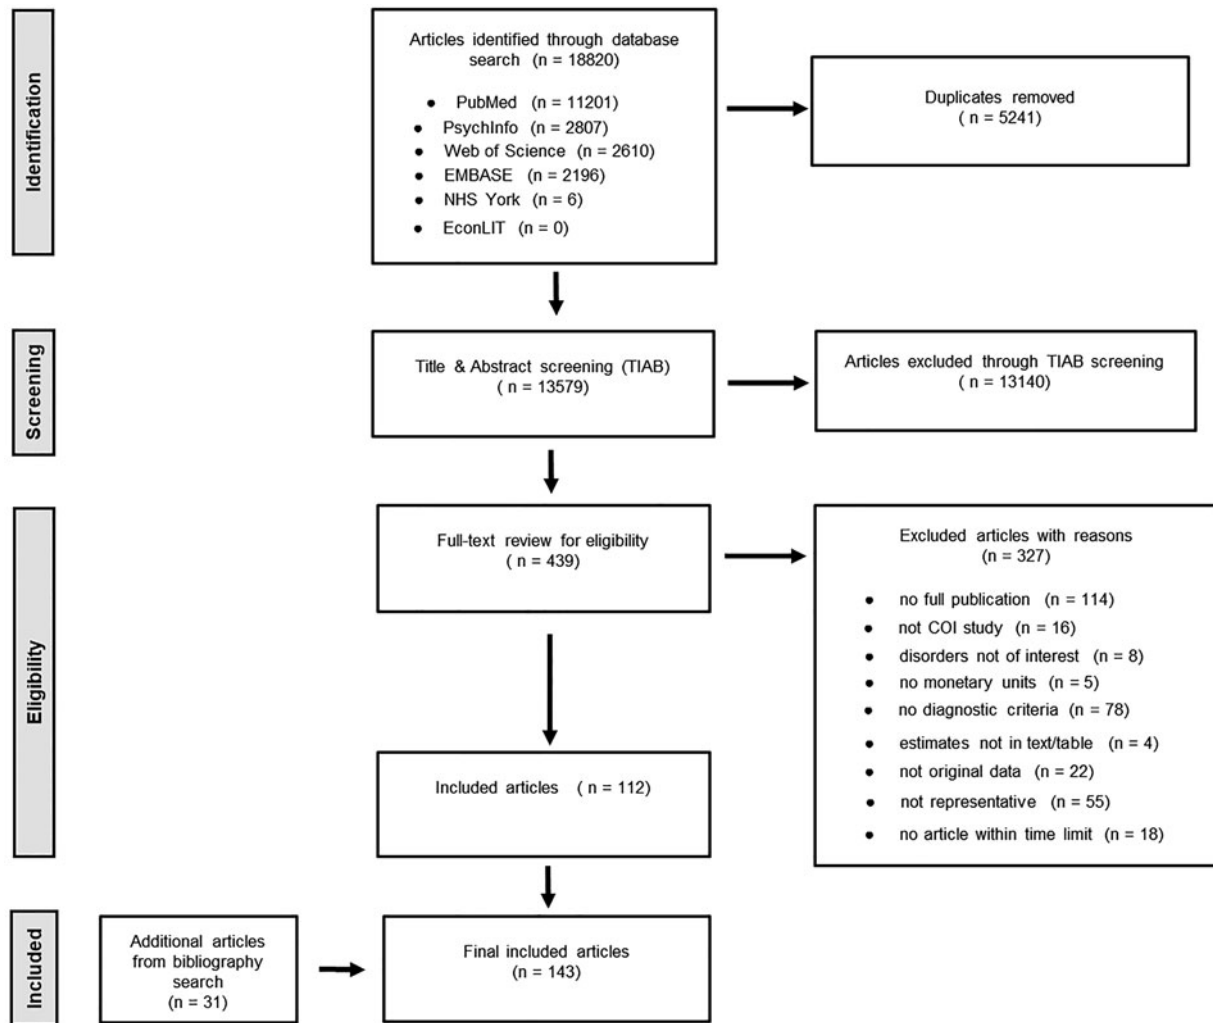 Identification
Articles identified through database
search (n = 18820)
● PubMed (n = 11201)
● PsychInfo (n = 2807)
● Web of Science (n = 2610)
● EMBASE (n = 2196)
● NHS York (n = 6)
● EconLIT (n = 0)
Duplicates removed
( n = 5241)
Screening
Title & Abstract screening (TIAB)
( n = 13579)
Articles excluded through TIAB screening
( n = 13140)
Eligibility
Full-text review for eligibility
( n = 439)
Excluded articles with reasons
(n = 327)
● no full publication (n = 114)
● not COI study (n = 16)
● disorders not of interest (n = 8)
● no monetary units (n = 5)
● no diagnostic criteria (n = 78)
● estimates not in text/table (n = 4)
● not original data (n = 22)
● not representative (n = 55)
● no article within time limit (n = 18)
Included articles ( n = 112)
Included
Additional articles
from bibliography
search
(n = 31)
Final included articles
(n = 143)